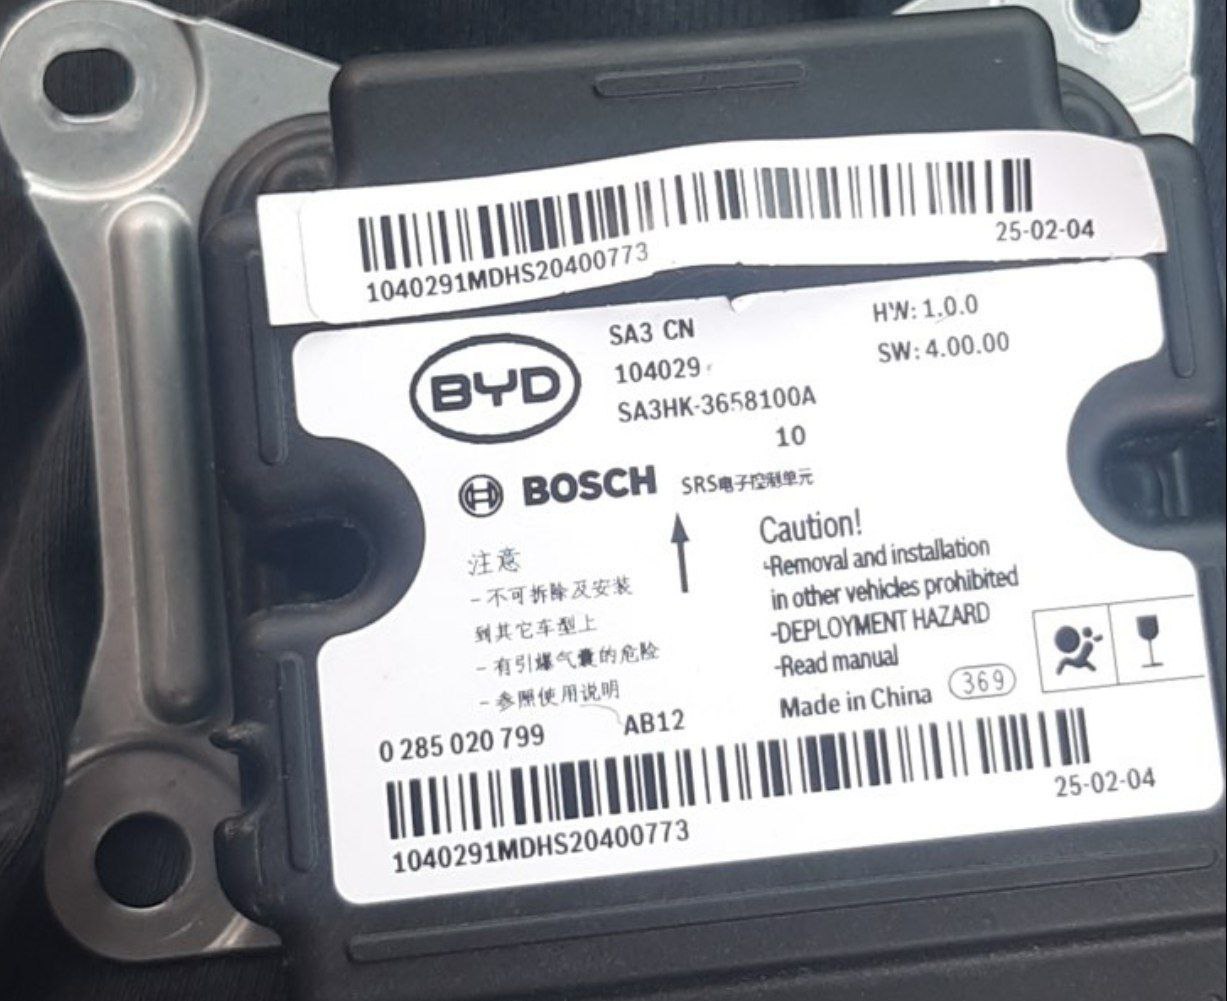 1040291MDHS20400773
25-02-04
BYD
SA3 CN
104029
SA3HK-3658100A
10
HW: 1.0.0
SW: 4.00.00
BOSCH
SRS电子控制单元
注意
-不可拆除及安装
到其它车型上
-有引爆气囊的危险
-参照使用说明
Caution!
-Removal and installation
in other vehicles prohibited
-DEPLOYMENT HAZARD
-Read manual
Made in China 369
0 285 020 799
AB12
25-02-04
1040291MDHS20400773